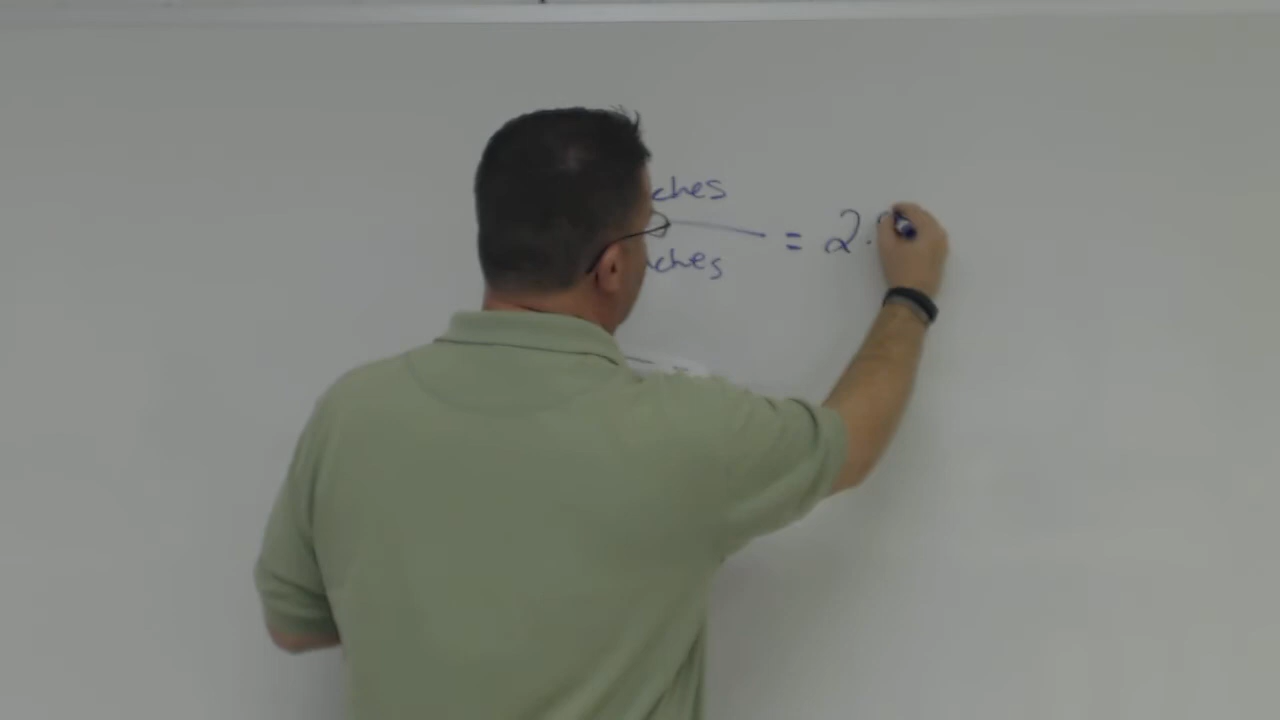 ches
= 2.
ches